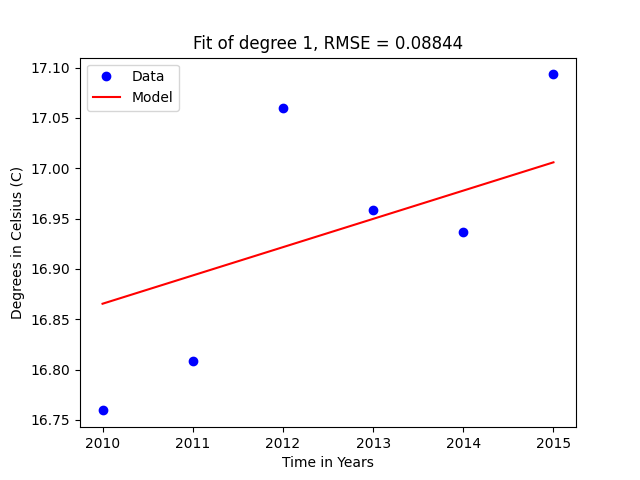 Fit of degree 1, RMSE = 0.08844
Data
Model
17.10
17.05
17.00
16.95
16.90
16.85
16.80
16.75
Degrees in Celsius (C)
2010 2011 2012 2013 2014 2015
Time in Years